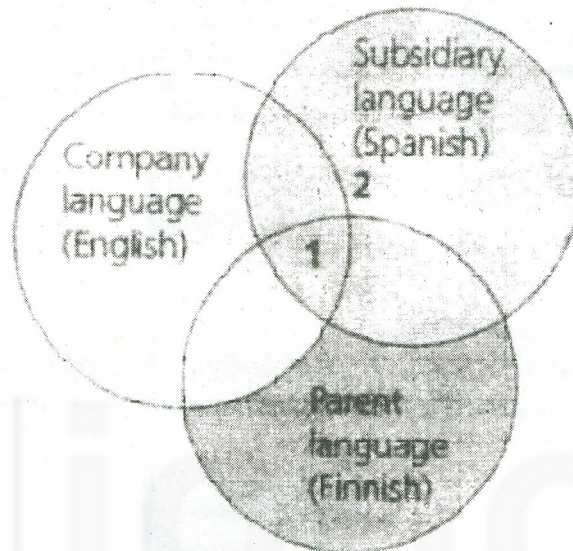 Subsidiary
language
(Spanish)
2
Company
language
(English)
1
Parent
language
(Finnish)